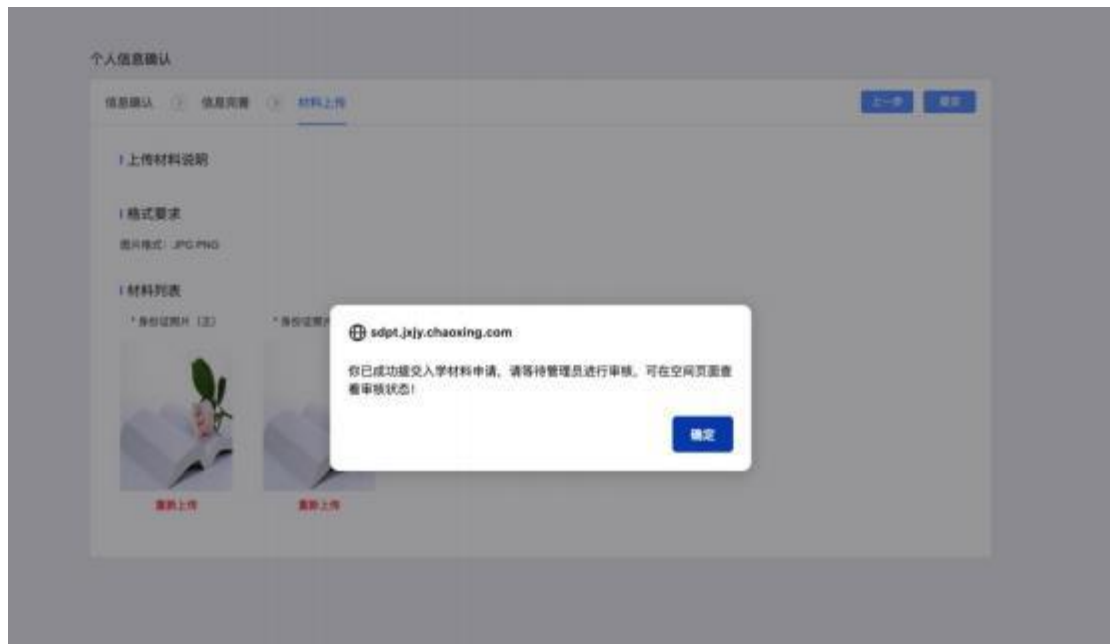 个人信息确认
信息确认 信息完善 材料上传 上一步 提交
上传材料说明
格式要求
图片格式：JPG PNG
材料列表
* 身份证照片（正） * 身份证照片
sdpt.jxjy.chaoxing.com
你已成功提交入学材料申请，请等待管理员进行审核，可在空间页面查
看审核状态！
确定
重新上传 重新上传